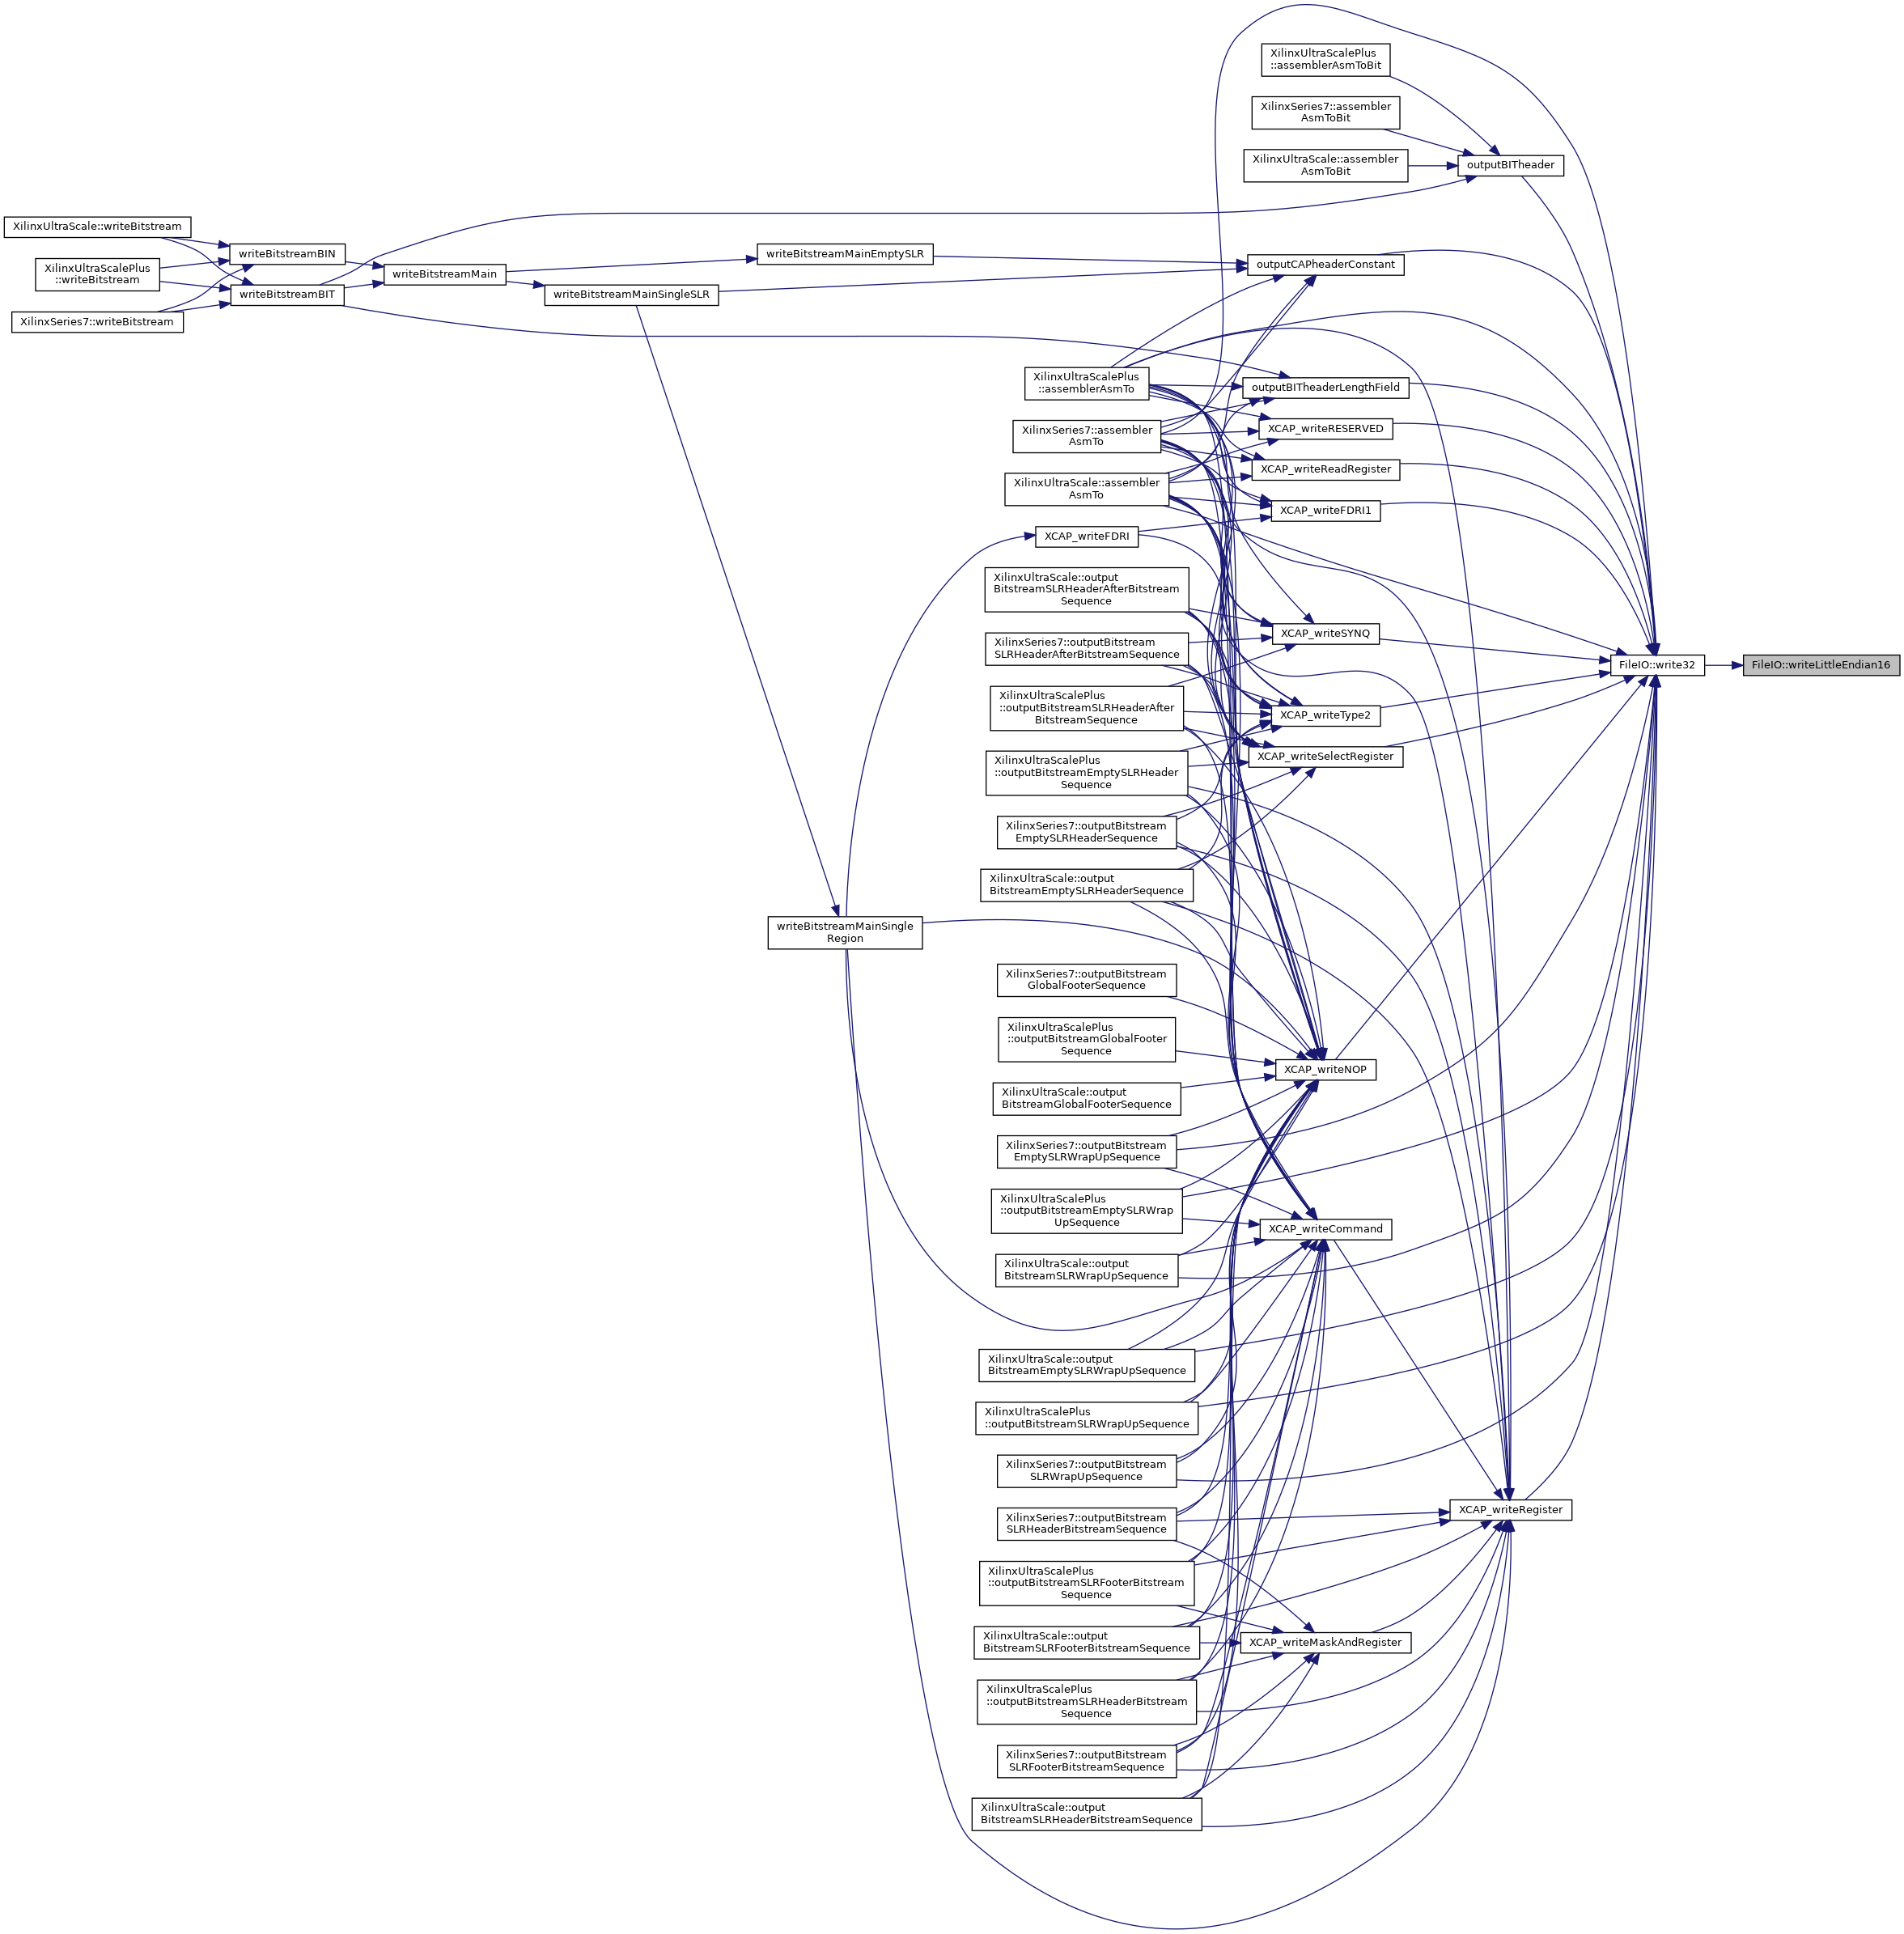 XilinxUltraScalePlus
::assemblerAsmToBit
XilinxSeries7::assembler
AsmToBit
XilinxUltraScale::assembler
AsmToBit
outputBITheader
XilinxUltraScale::writeBitstream
XilinxUltraScalePlus
::writeBitstream
XilinxSeries7::writeBitstream
writeBitstreamBIN
writeBitstreamBIT
writeBitstreamMain
writeBitstreamMainEmptySLR
writeBitstreamMainSingleSLR
outputCAPheaderConstant
XilinxUltraScalePlus
::assemblerAsmTo
outputBITheaderLengthField
XilinxSeries7::assembler
AsmTo
XCAP_writeRESERVED
XCAP_writeReadRegister
XilinxUltraScale::assembler
AsmTo
XCAP_writeFDRI1
XCAP_writeFDRI
XilinxUltraScale::output
BitstreamSLRHeaderAfterBitstream
Sequence
XCAP_writeSYNQ
XilinxSeries7::outputBitstream
SLRHeaderAfterBitstreamSequence
FileIO::write32
FileIO::writeLittleEndian16
XilinxUltraScalePlus
::outputBitstreamSLRHeaderAfter
BitstreamSequence
XCAP_writeType2
XCAP_writeSelectRegister
XilinxUltraScalePlus
::outputBitstreamEmptySLRHeader
Sequence
XilinxSeries7::outputBitstream
EmptySLRHeaderSequence
XilinxUltraScale::output
BitstreamEmptySLRHeaderSequence
writeBitstreamMainSingle
Region
XilinxSeries7::outputBitstream
GlobalFooterSequence
XilinxUltraScalePlus
::outputBitstreamGlobalFooter
Sequence
XCAP_writeNOP
XilinxUltraScale::output
BitstreamGlobalFooterSequence
XilinxSeries7::outputBitstream
EmptySLRWrapUpSequence
XilinxUltraScalePlus
::outputBitstreamEmptySLRWrap
UpSequence
XCAP_writeCommand
XilinxUltraScale::output
BitstreamSLRWrapUpSequence
XilinxUltraScale::output
BitstreamEmptySLRWrapUpSequence
XilinxUltraScalePlus
::outputBitstreamSLRWrapUpSequence
XilinxSeries7::outputBitstream
SLRWrapUpSequence
XCAP_writeRegister
XilinxSeries7::outputBitstream
SLRHeaderBitstreamSequence
XilinxUltraScalePlus
::outputBitstreamSLRFooterBitstream
Sequence
XilinxUltraScale::output
BitstreamSLRFooterBitstreamSequence
XCAP_writeMaskAndRegister
XilinxUltraScalePlus
::outputBitstreamSLRHeaderBitstream
Sequence
XilinxSeries7::outputBitstream
SLRFooterBitstreamSequence
XilinxUltraScale::output
BitstreamSLRHeaderBitstreamSequence